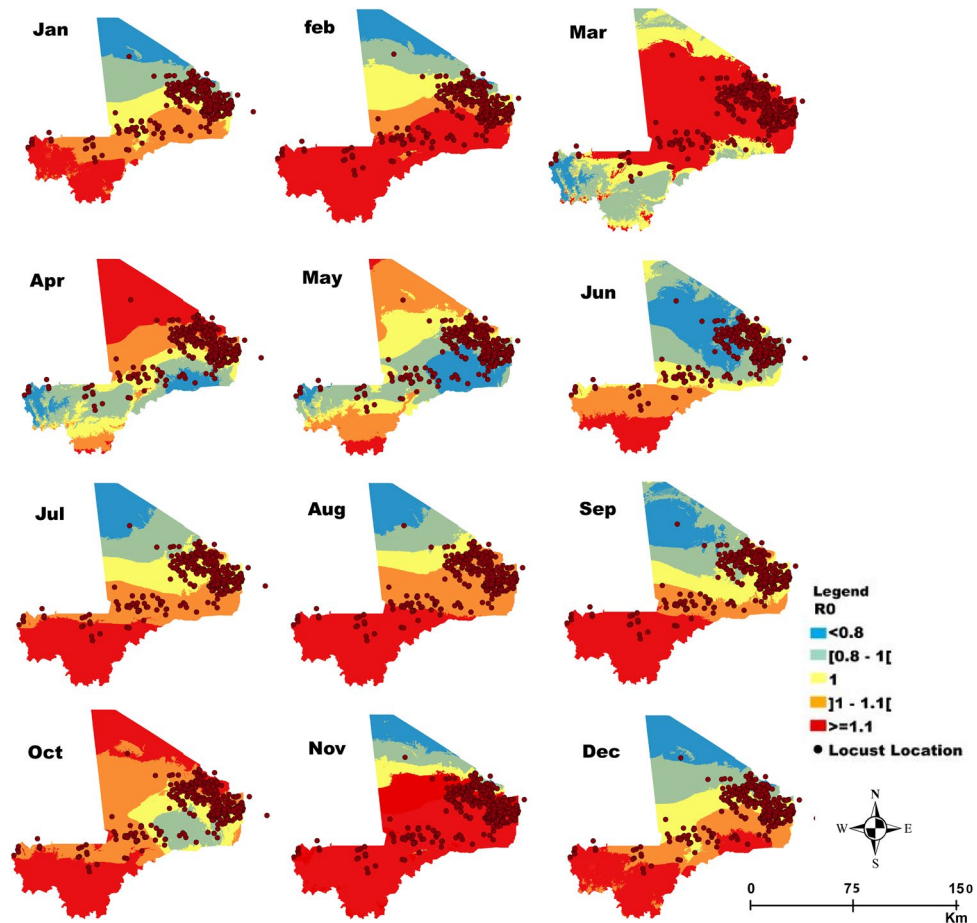 Jan
feb
Mar
Apr
May
Jun
Jul
Aug
Sep
Oct
Nov
Dec
Legend
R0
<0.8
[0.8 - 1[
1
]1 - 1.1[
>=1.1
Locust Location
N
W E
S
0 75 150
Km